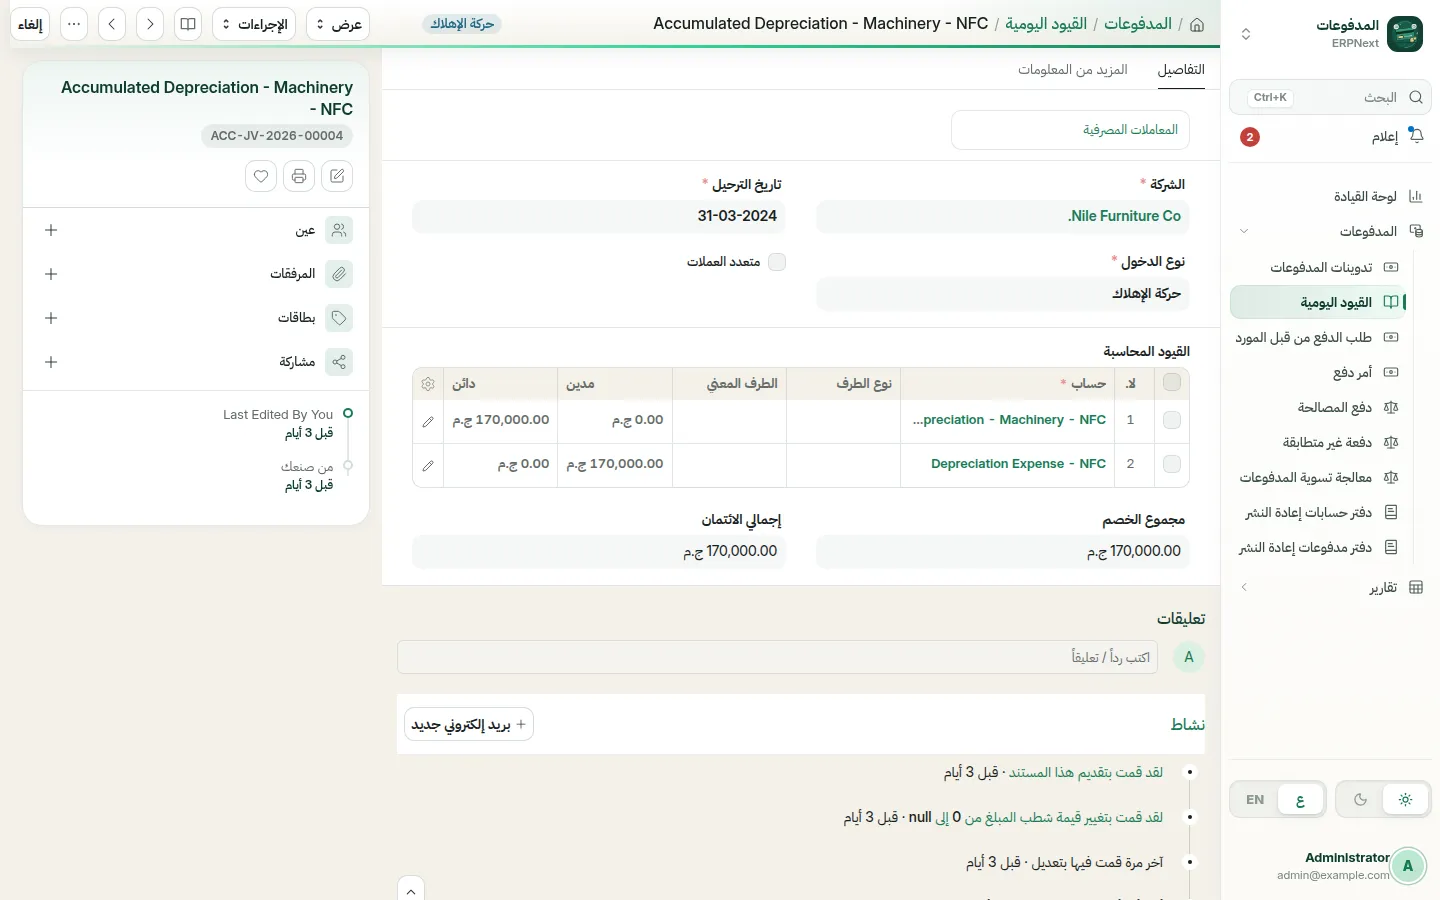 المدفوعات
ERPNext
البحث
Ctrl+K
إعلام
2
لوحة القيادة
المدفوعات
تدوينات المدفوعات
القيود اليومية
طلب الدفع من قبل المورد
أمر دفع
دفع المصالحة
دفعة غير متطابقة
معالجة تسوية المدفوعات
دفتر حسابات إعادة النشر
دفتر مدفوعات إعادة النشر
تقارير
ع
EN
Administrator
admin@example.com
A
/ المدفوعات / القيود اليومية / Accumulated Depreciation - Machinery - NFC
حركة الإهلاك
عرض
الإجراءات
إلغاء
التفاصيل
المزيد من المعلومات
المعاملات المصرفية
الشركة *
Nile Furniture Co.
تاريخ الترحيل *
31-03-2024
نوع الدخول *
حركة الإهلاك
متعدد العملات
القيود المحاسبة
لا. حساب * نوع الطرف الطرف المعني مدين دائن
1 preciation - Machinery - NFC... 0.00 ج.م 170,000.00 ج.م
2 Depreciation Expense - NFC 170,000.00 ج.م 0.00 ج.م
مجموع الخصم
170,000.00 ج.م
إجمالي الائتمان
170,000.00 ج.م
تعليقات
A
اكتب رداً / تعليقاً
نشاط
+ بريد إلكتروني جديد
لقد قمت بتقديم هذا المستند · قبل 3 أيام
لقد قمت بتغيير قيمة شطب المبلغ من 0 إلى null · قبل 3 أيام
آخر مرة قمت فيها بتعديل · قبل 3 أيام
Accumulated Depreciation - Machinery
- NFC
ACC-JV-2026-00004
عين
المرفقات
بطاقات
مشاركة
Last Edited By You
قبل 3 أيام
من صنعك
قبل 3 أيام